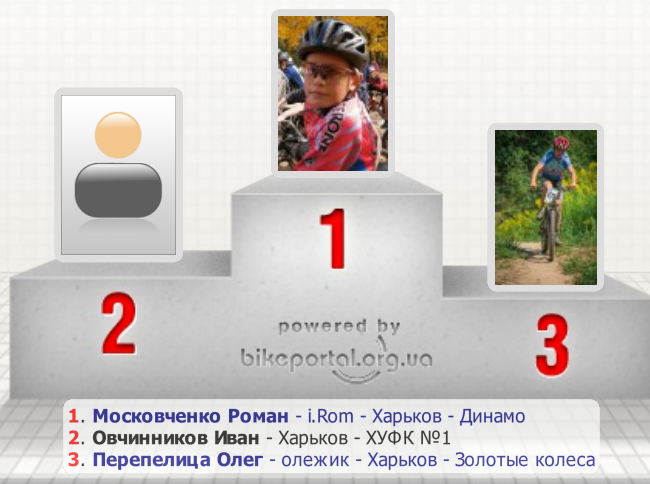 1
2
3
powered by
bikeportal.org.ua
1. Московченко Роман - i.Rom - Харьков - Динамо
2. Овчинников Иван - Харьков - ХУФК №1
3. Перепелица Олег - олежик - Харьков - Золотые колеса